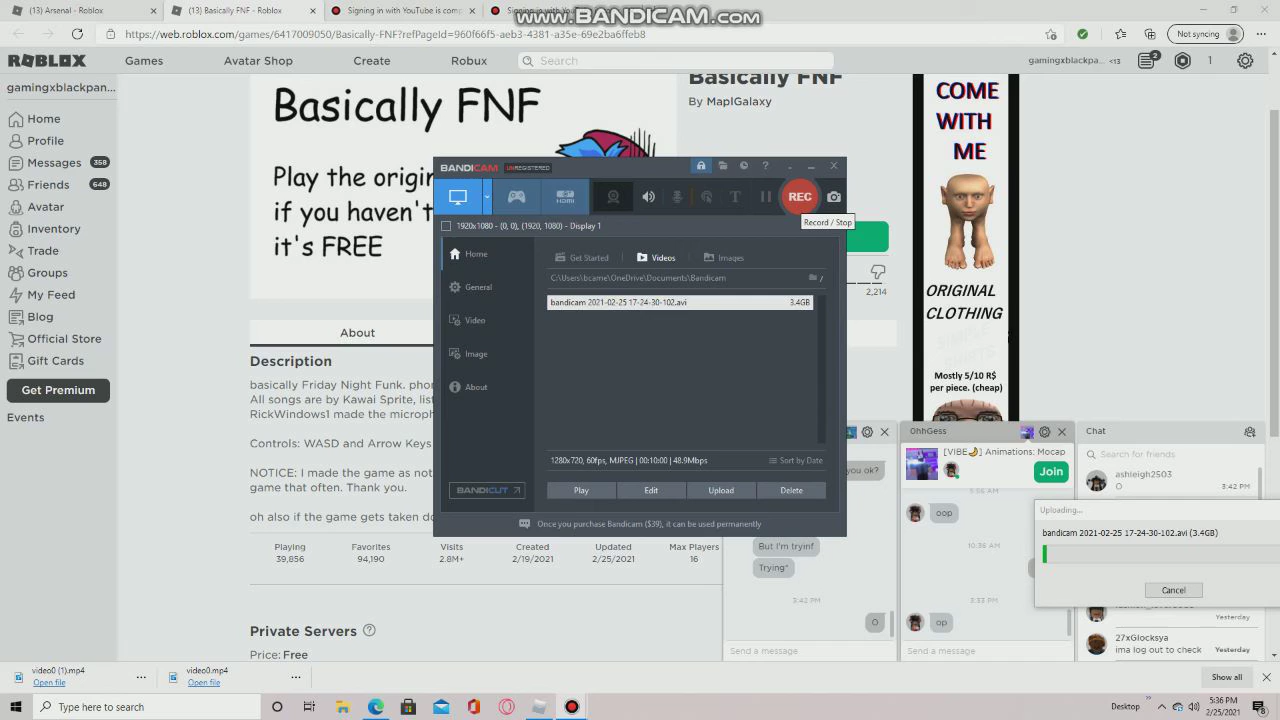 (13) Avatar - Roblox
(13) Basically FNF - Roblox
Signing in with YouTube is comp
www.BANDICAM.com
https://web.roblox.com/games/6417009050/Basically-FNF?refPageId=960f66f5-aeb3-4381-a35e-69e2ba6ffeb8
Not syncing
ROBLOX
Games
Avatar Shop
Create
Robux
Search
gamingxblackpan... <13
2
1
gamingxblackpan...
Home
Profile
Messages 358
Friends 648
Avatar
Inventory
Trade
Groups
My Feed
Blog
Official Store
Gift Cards
Get Premium
Events
Basically FNF
Play the origin
if you haven't
it's FREE
Basically FNF
By MaplGalaxy
2,214
About
Description
basically Friday Night Funk. phon
All songs are by Kawai Sprite, list
RickWindows1 made the microph
Controls: WASD and Arrow Keys
NOTICE: I made the game as not
game that often. Thank you.
oh also if the game gets taken do
Playing
39,856
Favorites
94,190
Visits
2.8M+
Created
2/19/2021
Updated
2/25/2021
Max Players
16
Private Servers
Price: Free
BANDICAM UNREGISTERED
HDMI
T
REC
Record / Stop
1920x1080 - (0, 0), (1920, 1080) - Display 1
Home
General
Video
Image
About
BANDICUT
Get Started
Videos
Images
C:\Users\bcame\OneDrive\Documents\Bandicam
bandicam 2021-02-25 17-24-30-102.avi 3.4GB
1280x720, 60fps, MJPEG | 00:10:00 | 48.9Mbps
Sort by Date
Play
Edit
Upload
Delete
Once you purchase Bandicam ($39), it can be used permanently
COME
WITH
ME
ORIGINAL
CLOTHING
SIMPLE
SHIRTS
Mostly 5/10 R$
per piece. (cheap)
you ok?
But I'm tryinf
Trying*
3:42 PM
O
Send a message
OhhGess
[VIBE🌙] Animations: Mocap
Join
5:56 AM
oop
10:36 AM
3:33 PM
op
Send a message
Chat
Search for friends
ashleigh2503
O
3:42 PM
Uploading...
bandicam 2021-02-25 17-24-30-102.avi (3.4GB)
Cancel
Yesterday
27xGlocksya
ima log out to check
Yesterday
video0 (1).mp4
Open file
video0.mp4
Open file
Show all
Type here to search
Desktop
5:36 PM
2/25/2021